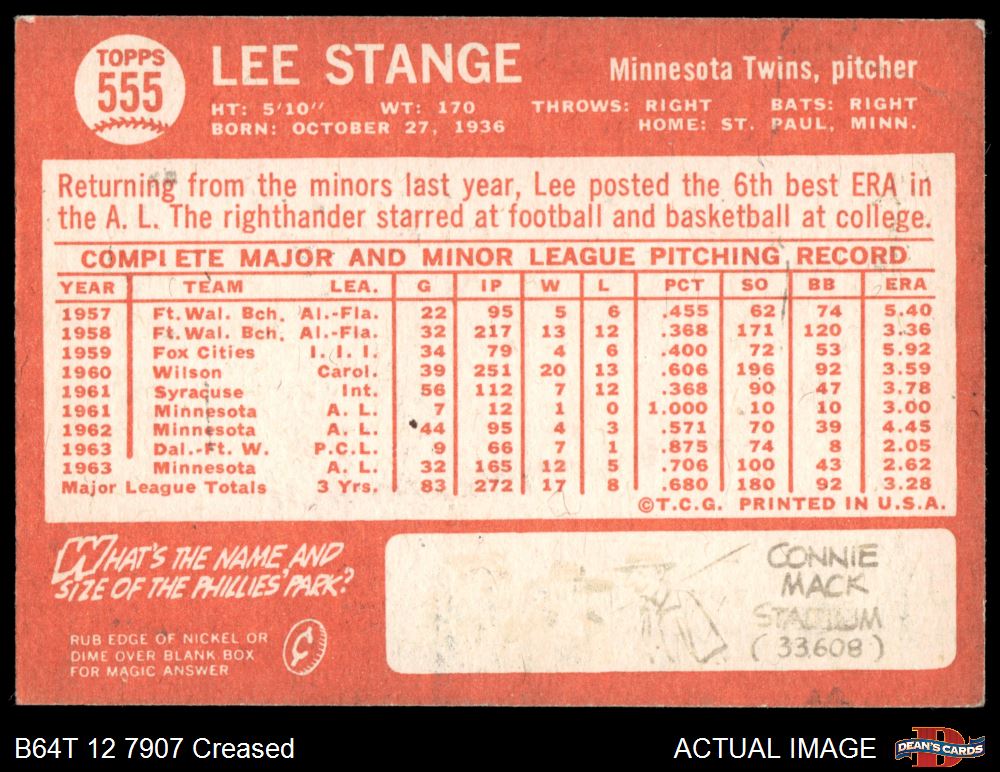 TOPPS
555
LEE STANGE
Minnesota Twins, pitcher
HT: 5'10" WT: 170 THROWS: RIGHT BATS: RIGHT
BORN: OCTOBER 27, 1936 HOME: ST. PAUL, MINN.
Returning from the minors last year, Lee posted the 6th best ERA in
the A. L. The righthander starred at football and basketball at college.
COMPLETE MAJOR AND MINOR LEAGUE PITCHING RECORD
YEAR TEAM LEA. G IP W L PCT SO BB ERA
1957 Ft. Wal. Bch. Al.-Fla. 22 95 5 6 .455 62 74 5.40
1958 Ft. Wal. Bch. Al.-Fla. 32 217 13 12 .368 171 120 3.36
1959 Fox Cities I. I. I. 34 79 4 6 .400 72 53 5.92
1960 Wilson Carol. 39 251 20 13 .606 196 92 3.59
1961 Syracuse Int. 56 112 7 12 .368 90 47 3.78
1961 Minnesota A. L. 7 12 1 0 1.000 10 10 3.00
1962 Minnesota A. L. 44 95 4 3 .571 70 39 4.45
1963 Dal.-Ft. W. P.C.L. 9 66 7 1 .875 74 8 2.05
1963 Minnesota A. L. 32 165 12 5 .706 100 43 2.62
Major League Totals 3 Yrs. 83 272 17 8 .680 180 92 3.28
©T.C.G. PRINTED IN U.S.A.
WHAT'S THE NAME AND
SIZE OF THE PHILLIES' PARK?
RUB EDGE OF NICKEL OR
DIME OVER BLANK BOX
FOR MAGIC ANSWER
CONNIE
MACK
STADIUM
(33,608)
B64T 12 7907 Creased
ACTUAL IMAGE
DEAN'S CARDS